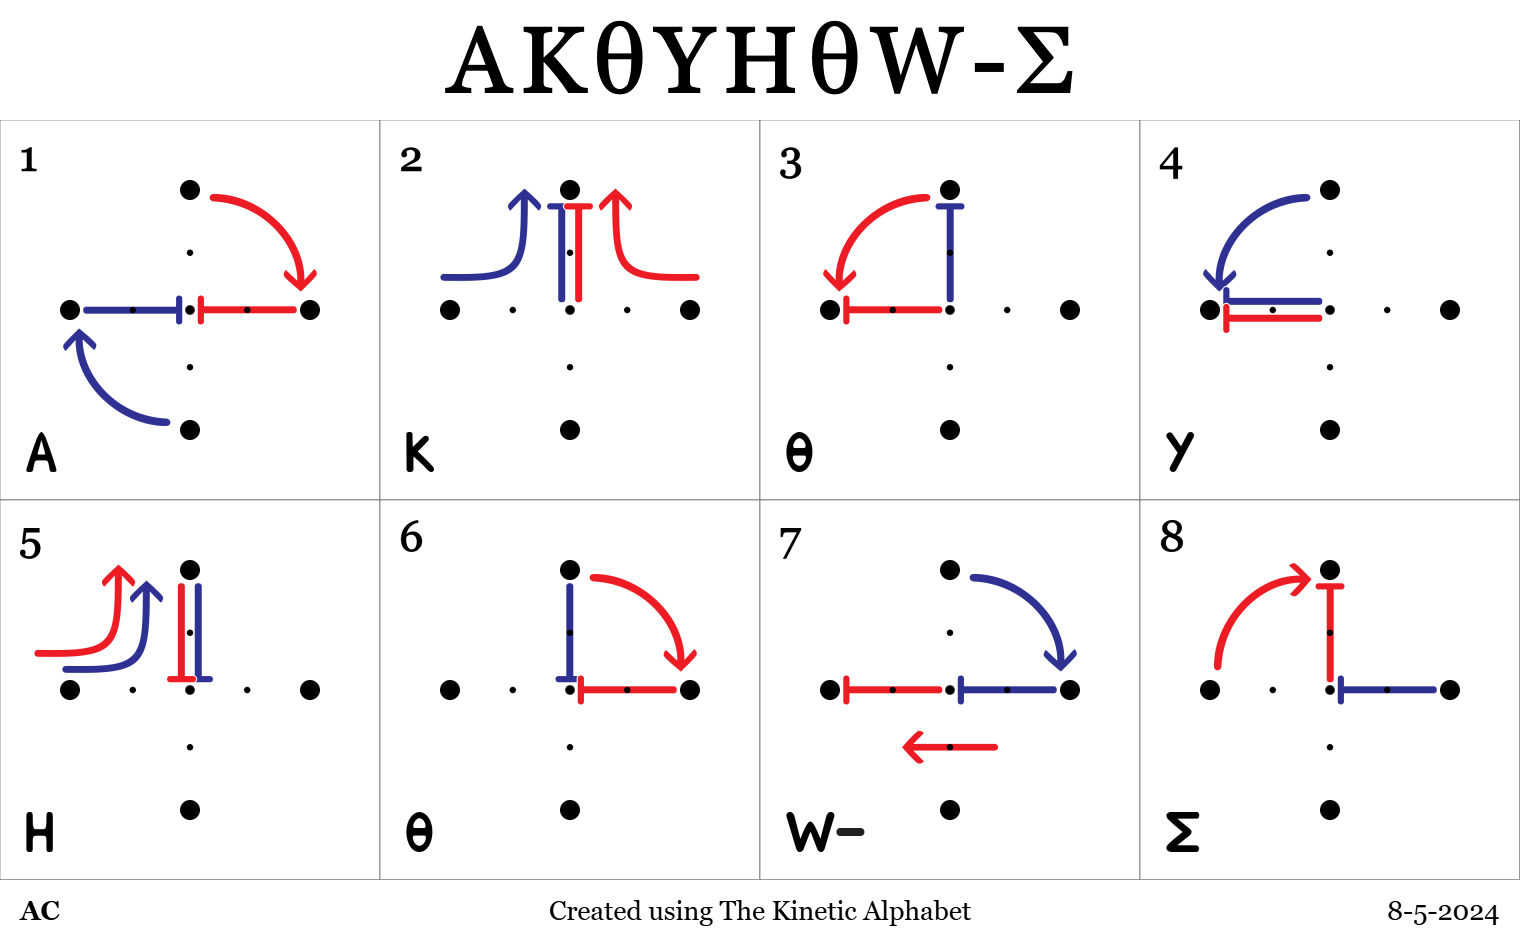 AKθYHθW-Σ
1
2
3
4
A
K
θ
Y
5
6
7
8
H
θ
W-
Σ
AC
Created using The Kinetic Alphabet
8-5-2024